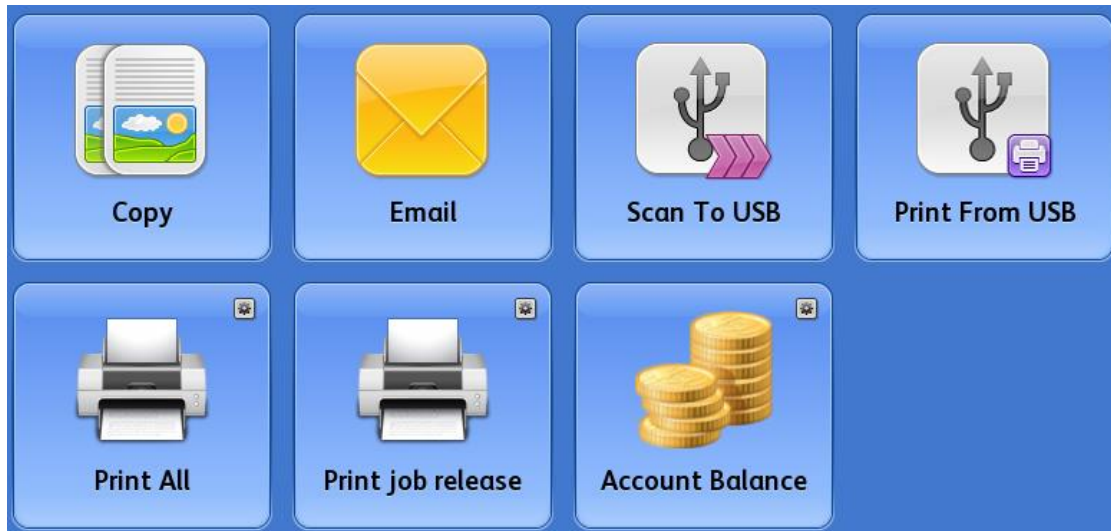 Copy
Email
Scan To USB
Print From USB
Print All
Print job release
Account Balance